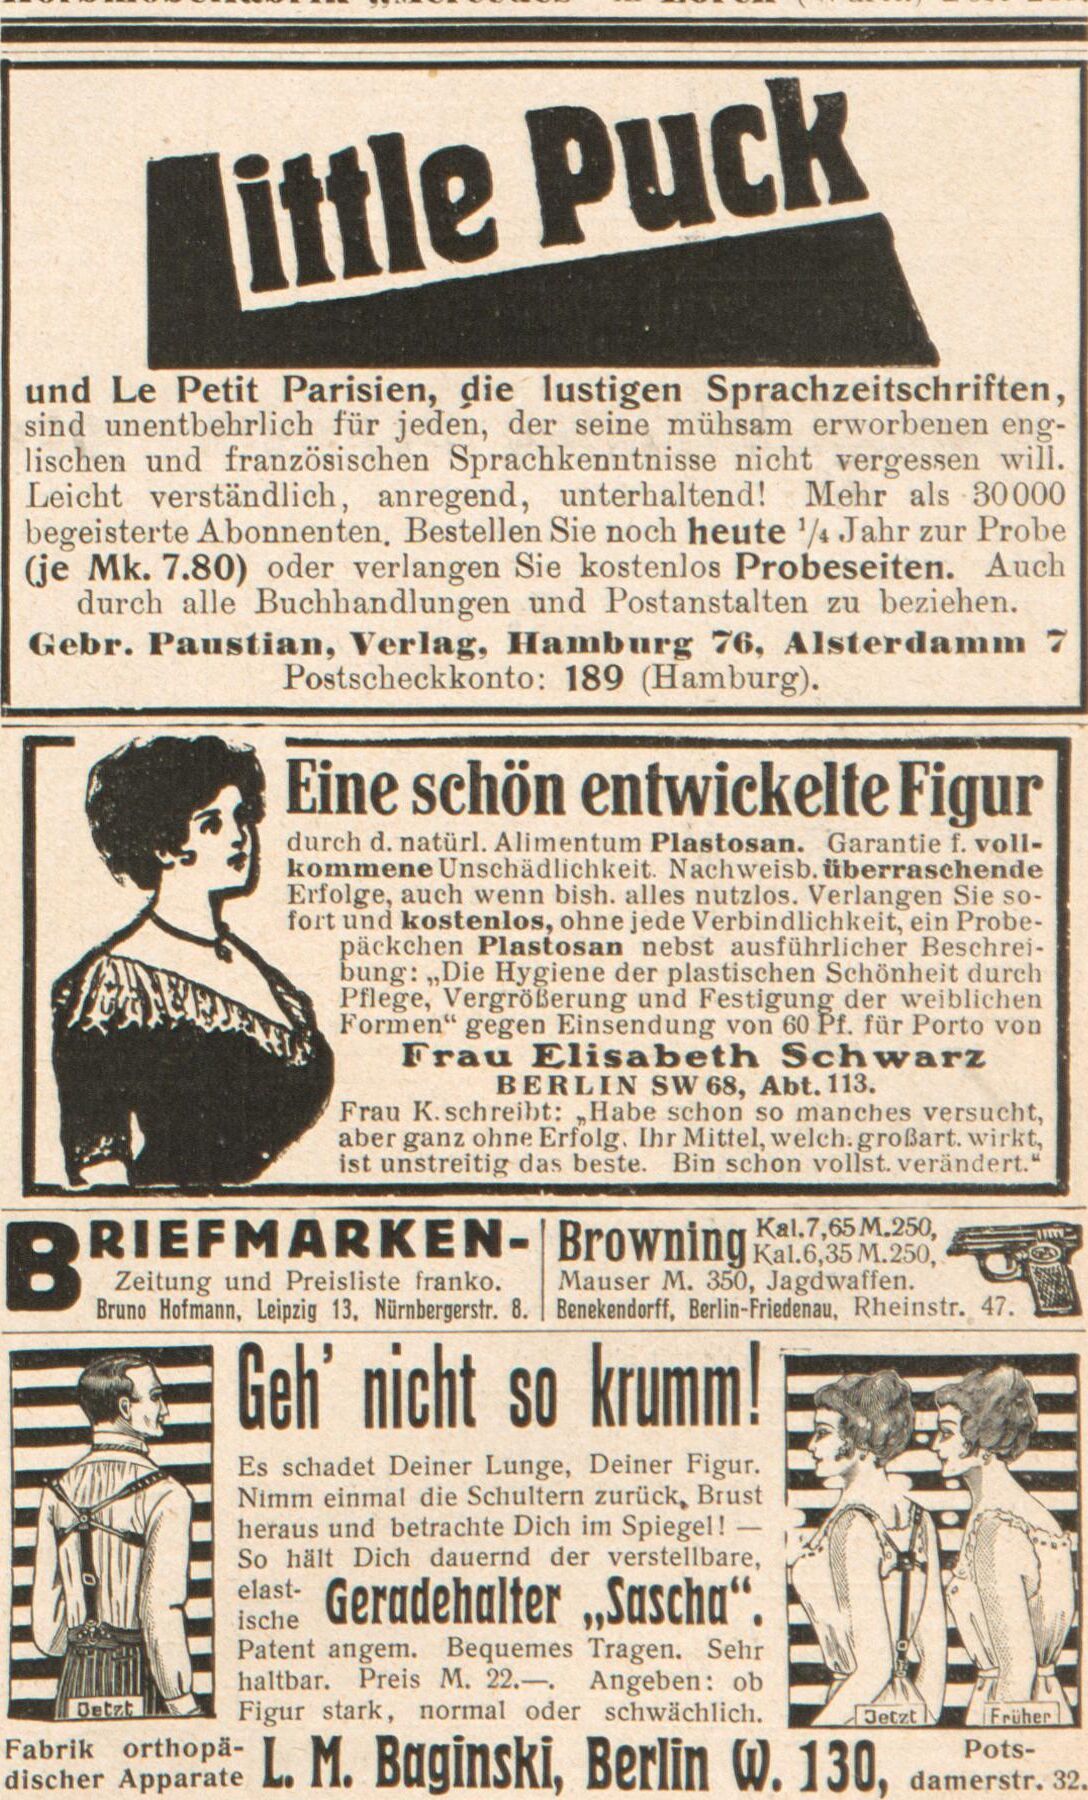 Little Puck
und Le Petit Parisien, die lustigen Sprachzeitschriften,
sind unentbehrlich für jeden, der seine mühsam erworbenen eng-
lischen und französischen Sprachkenntnisse nicht vergessen will.
Leicht verständlich, anregend, unterhaltend! Mehr als 30000
begeisterte Abonnenten. Bestellen Sie noch heute ¼ Jahr zur Probe
(je Mk. 7.80) oder verlangen Sie kostenlos Probeseiten. Auch
durch alle Buchhandlungen und Postanstalten zu beziehen.
Gebr. Paustian, Verlag, Hamburg 76, Alsterdamm 7
Postscheckkonto: 189 (Hamburg).
Eine schön entwickelte Figur
durch d. natürl. Alimentum Plastosan. Garantie f. voll-
kommene Unschädlichkeit. Nachweisb. überraschende
Erfolge, auch wenn bish. alles nutzlos. Verlangen Sie so-
fort und kostenlos, ohne jede Verbindlichkeit, ein Probe-
päckchen Plastosan nebst ausführlicher Beschrei-
bung: „Die Hygiene der plastischen Schönheit durch
Pflege, Vergrößerung und Festigung der weiblichen
Formen“ gegen Einsendung von 60 Pf. für Porto von
Frau Elisabeth Schwarz
BERLIN SW 68, Abt. 113.
Frau K. schreibt: „Habe schon so manches versucht,
aber ganz ohne Erfolg. Ihr Mittel, welch. großart. wirkt,
ist unstreitig das beste. Bin schon vollst. verändert.“
BRIEFMARKEN-
Zeitung und Preisliste franko.
Bruno Hofmann, Leipzig 13, Nürnbergerstr. 8.
Browning Kal. 7,65 M. 250,
Kal. 6,35 M. 250,
Mauser M. 350, Jagdwaffen.
Benekendorff, Berlin-Friedenau, Rheinstr. 47.
Geh' nicht so krumm!
Es schadet Deiner Lunge, Deiner Figur.
Nimm einmal die Schultern zurück, Brust
heraus und betrachte Dich im Spiegel! —
So hält Dich dauernd der verstellbare,
elast-
ische Geradehalter „Sascha“.
Patent angem. Bequemes Tragen. Sehr
haltbar. Preis M. 22.—. Angeben: ob
Figur stark, normal oder schwächlich.
Jetzt
Jetzt
Früher
Fabrik orthopä-
discher Apparate L. M. Baginski, Berlin W. 130, Pots-
damerstr. 32.